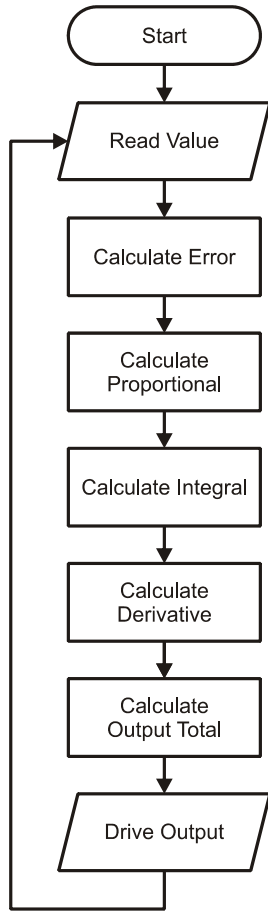 Start
Read Value
Calculate Error
Calculate
Proportional
Calculate Integral
Calculate
Derivative
Calculate
Output Total
Drive Output